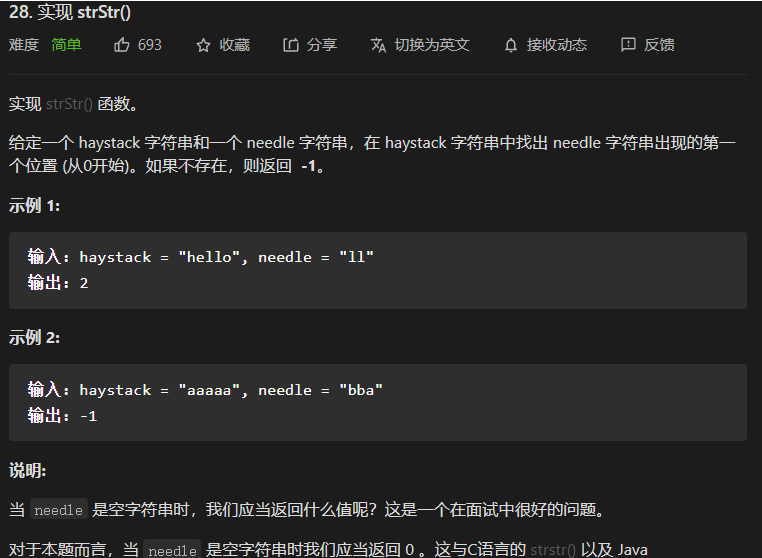 28. 实现 strStr()
难度 简单 693 收藏 分享 切换为英文 接收动态 反馈
实现 strStr() 函数。
给定一个 haystack 字符串和一个 needle 字符串，在 haystack 字符串中找出 needle 字符串出现的第一
个位置 (从0开始)。如果不存在，则返回 -1。
示例 1:
输入: haystack = "hello", needle = "ll"
输出: 2
示例 2:
输入: haystack = "aaaaa", needle = "bba"
输出: -1
说明:
当 needle 是空字符串时，我们应当返回什么值呢？这是一个在面试中很好的问题。
对于本题而言，当 needle 是空字符串时我们应当返回 0 。这与C语言的 strstr() 以及 Java